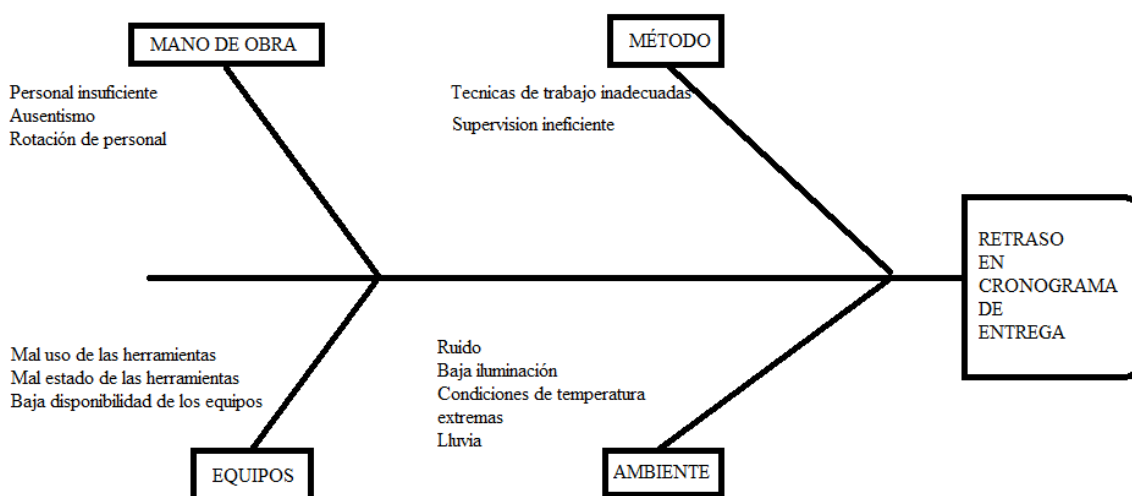 MANO DE OBRA
Personal insuficiente
Ausentismo
Rotación de personal
MÉTODO
Tecnicas de trabajo inadecuadas
Supervision ineficiente
RETRASO
EN
CRONOGRAMA
DE
ENTREGA
Mal uso de las herramientas
Mal estado de las herramientas
Baja disponibilidad de los equipos
EQUIPOS
Ruido
Baja iluminación
Condiciones de temperatura
extremas
Lluvia
AMBIENTE